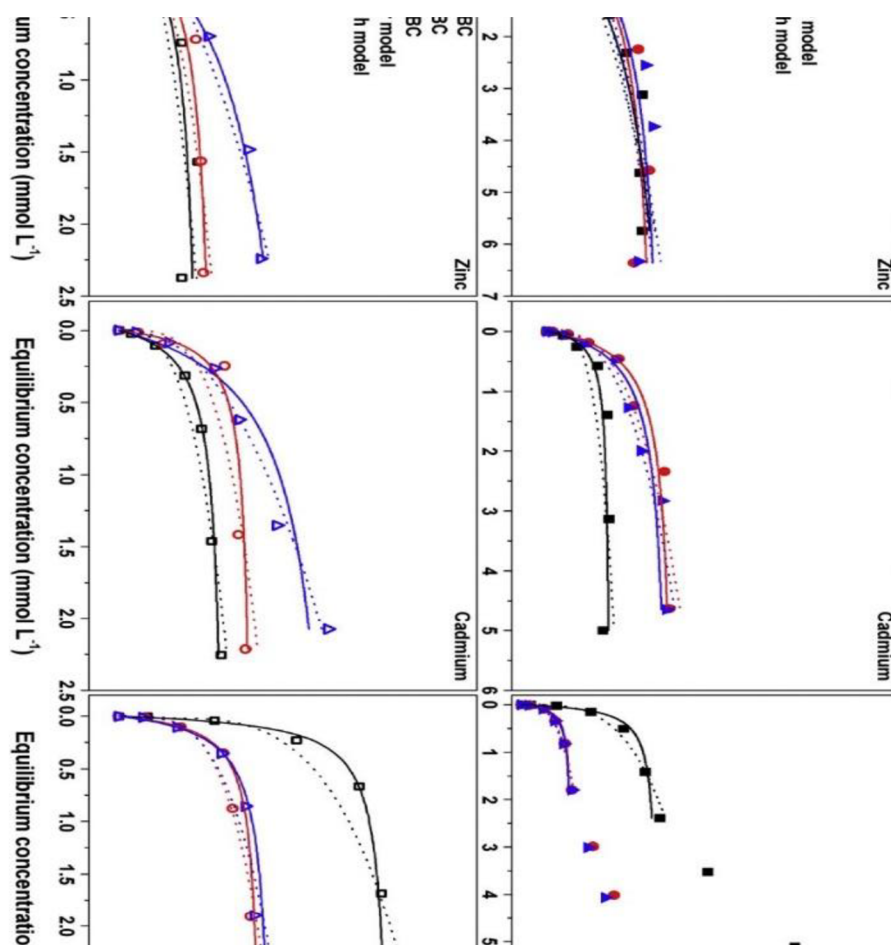 model
h model
Zinc
Cadmium
2 3 4 5 6 7 0 1 2 3 4 5 6 0 1 2 3 4 5
BC
BC
BC
model
h model
Zinc
Cadmium
1.0 1.5 2.0 2.5 0.0 0.5 1.0 1.5 2.0 2.5 0.0 0.5 1.0 1.5 2.0
um concentration (mmol L⁻¹)
Equilibrium concentration (mmol L⁻¹)
Equilibrium concentratio